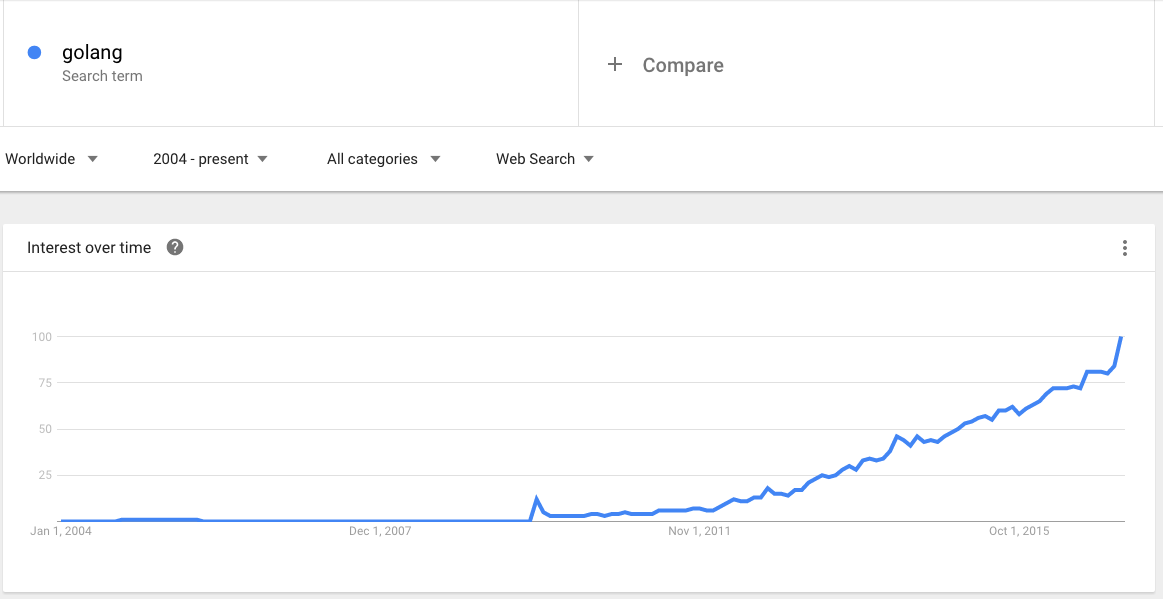 golang
Search term
+ Compare
Worldwide 2004 - present All categories Web Search
Interest over time ?
100
75
50
25
Jan 1, 2004 Dec 1, 2007 Nov 1, 2011 Oct 1, 2015